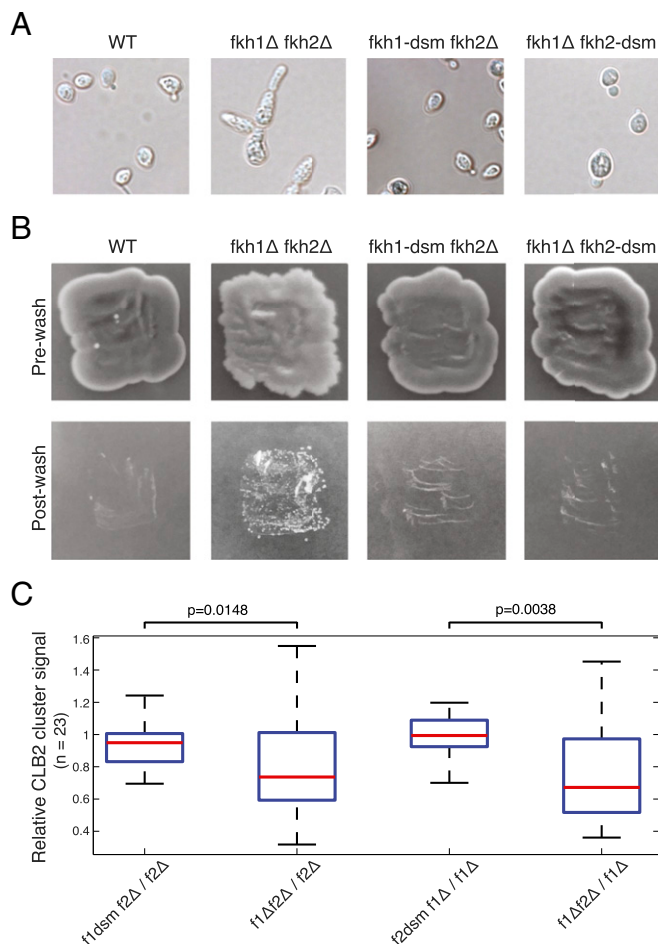 A
WT
fkh1Δ fkh2Δ
fkh1-dsm fkh2Δ
fkh1Δ fkh2-dsm
B
WT
fkh1Δ fkh2Δ
fkh1-dsm fkh2Δ
fkh1Δ fkh2-dsm
Pre-wash
Post-wash
C
p=0.0148
p=0.0038
Relative CLB2 cluster signal
(n = 23)
1.6
1.4
1.2
1
0.8
0.6
0.4
f1dsm f2Δ / f2Δ
f1Δf2Δ / f2Δ
f2dsm f1Δ / f1Δ
f1Δf2Δ / f1Δ